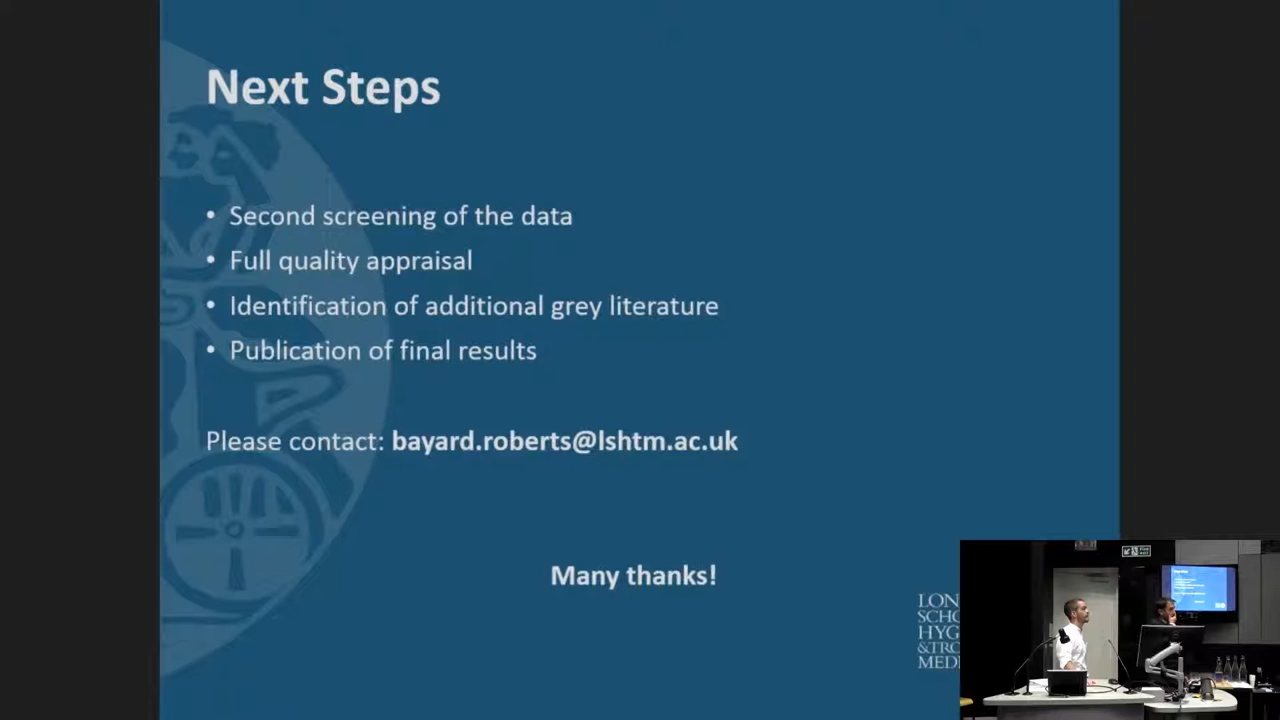 Next Steps
• Second screening of the data
• Full quality appraisal
• Identification of additional grey literature
• Publication of final results
Please contact: bayard.roberts@lshtm.ac.uk
Many thanks!
LON
SCHO
HYG
&TRO
MEDI